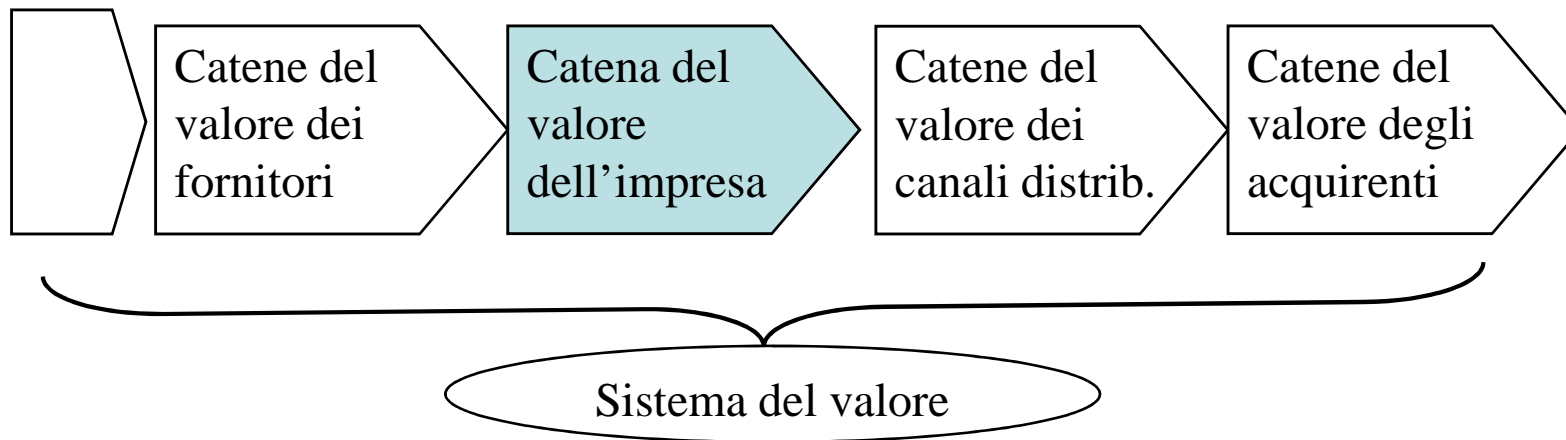 Catene del
valore dei
fornitori
Catena del
valore
dell’impresa
Catene del
valore dei
canali distrib.
Catene del
valore degli
acquirenti
Sistema del valore